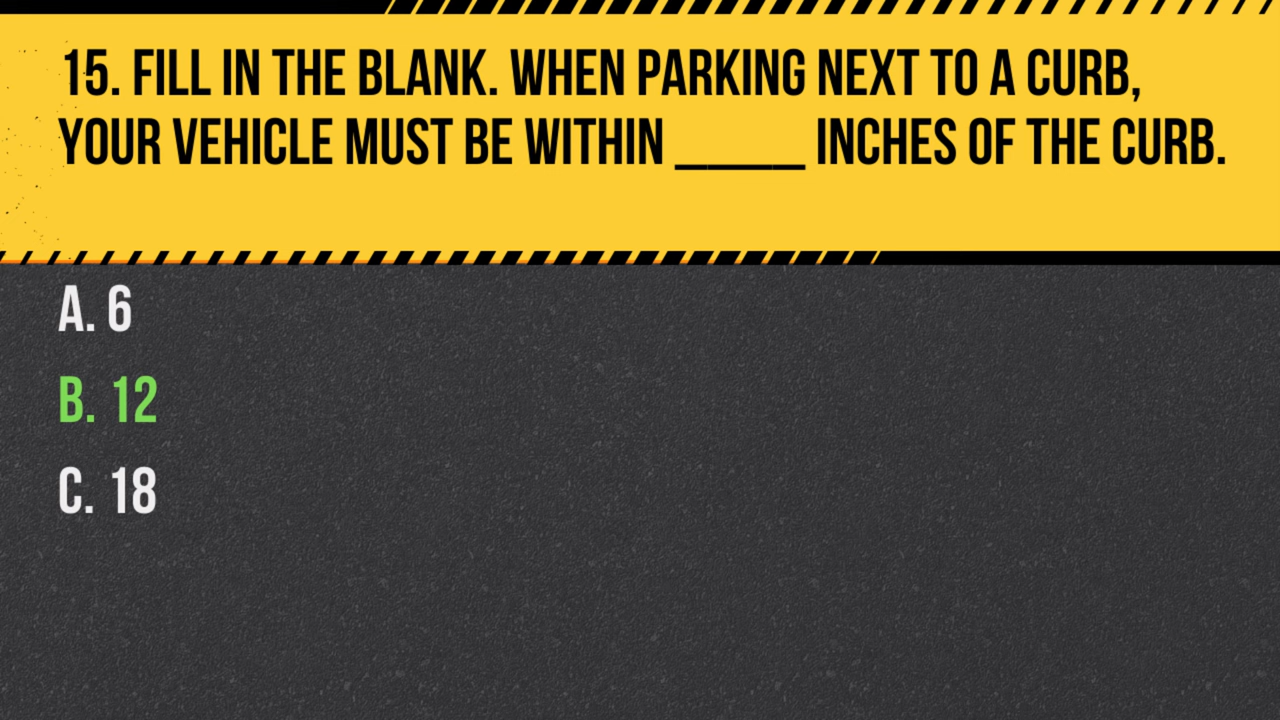 15. FILL IN THE BLANK. WHEN PARKING NEXT TO A CURB,
YOUR VEHICLE MUST BE WITHIN _____ INCHES OF THE CURB.
A. 6
B. 12
C. 18